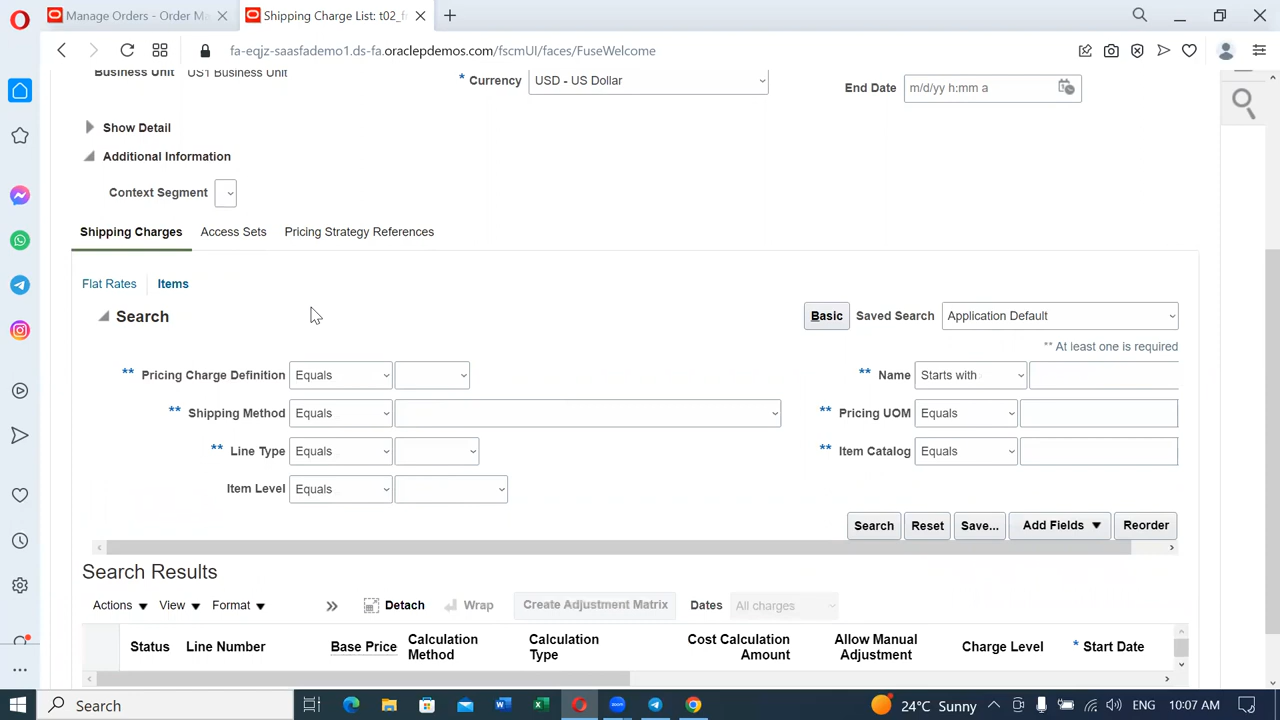 Manage Orders - Order Ma
Shipping Charge List: t02_f
fa-eqjz-saasfademo1.ds-fa.oraclepdemos.com/fscmUI/faces/FuseWelcome
Business Unit US1 Business Unit
* Currency USD - US Dollar
End Date m/d/yy h:mm a
Show Detail
Additional Information
Context Segment
Shipping Charges Access Sets Pricing Strategy References
Flat Rates Items
Search Basic Saved Search Application Default
** At least one is required
** Pricing Charge Definition Equals ** Name Starts with
** Shipping Method Equals ** Pricing UOM Equals
** Line Type Equals ** Item Catalog Equals
Item Level Equals
Search Reset Save... Add Fields Reorder
Search Results
Actions View Format » Detach Wrap Create Adjustment Matrix Dates All charges
Status Line Number Base Price Calculation Method Calculation Type Cost Calculation Amount Allow Manual Adjustment Charge Level * Start Date
Search 24°C Sunny ENG 10:07 AM